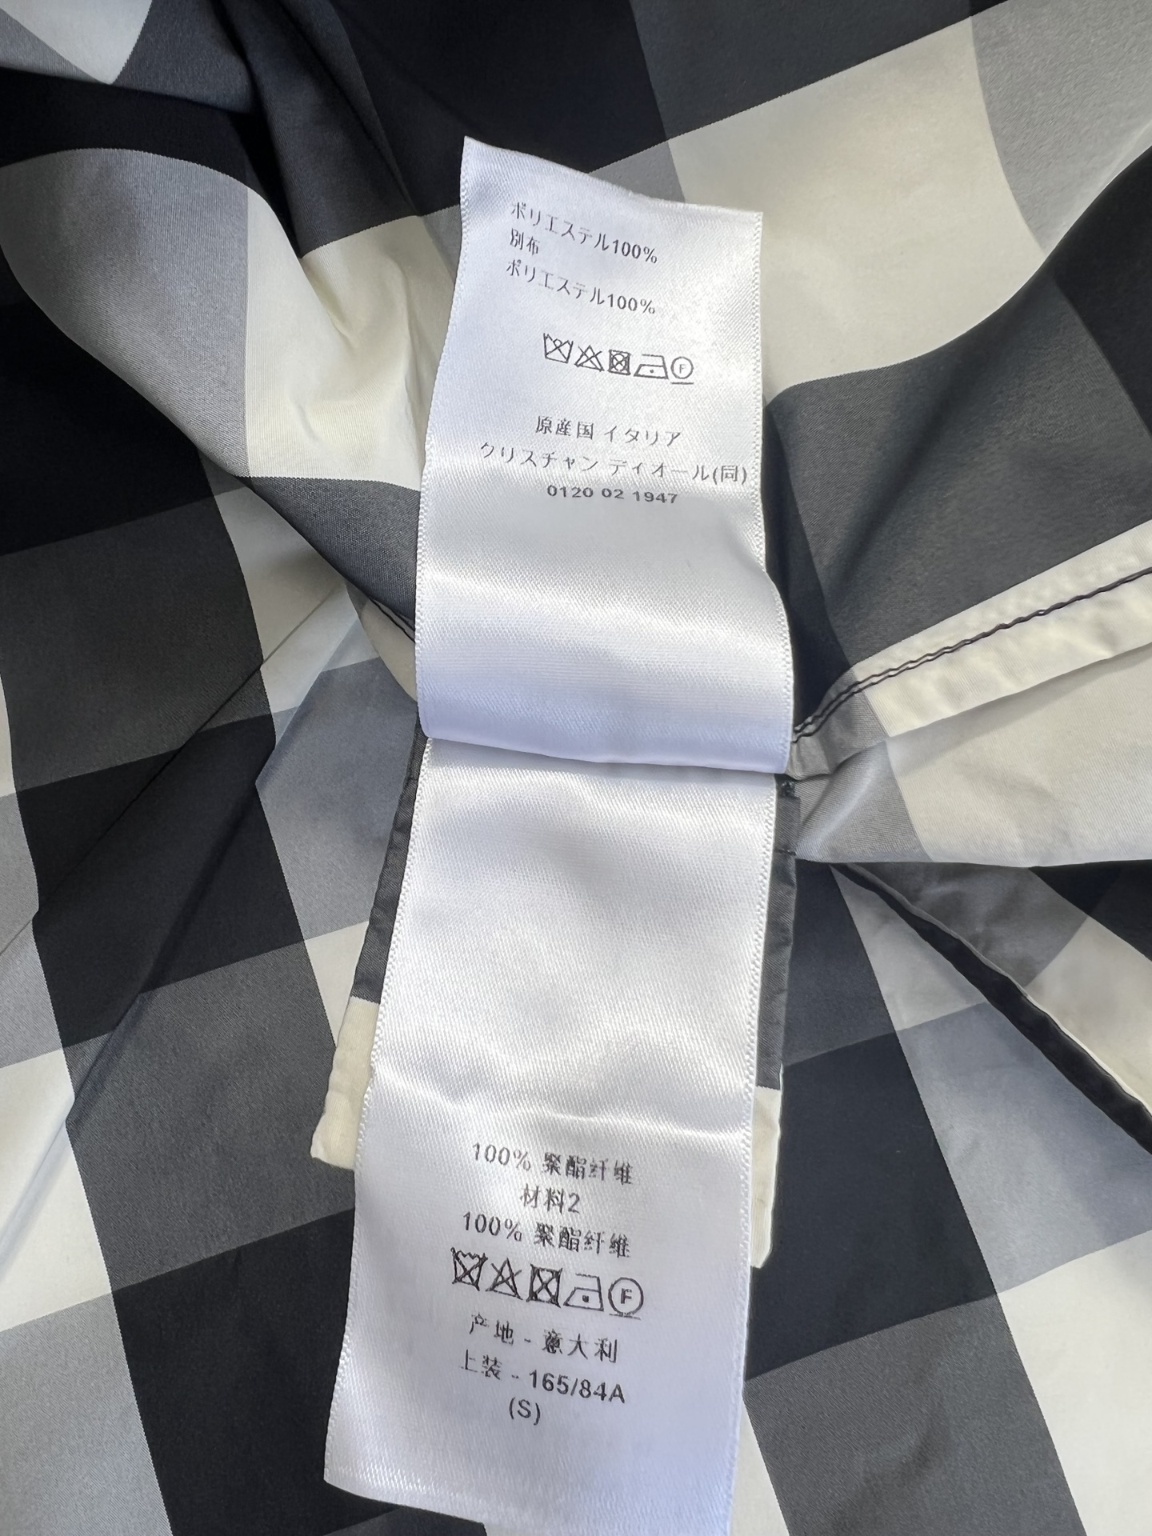 ポリエステル100%
別布
ポリエステル100%
F
原産国 イタリア
クリスチャン ディオール(同)
0120 02 1947
100% 聚酯纤维
材料2
100% 聚酯纤维
F
产地 - 意大利
上装 - 165/84A
(S)